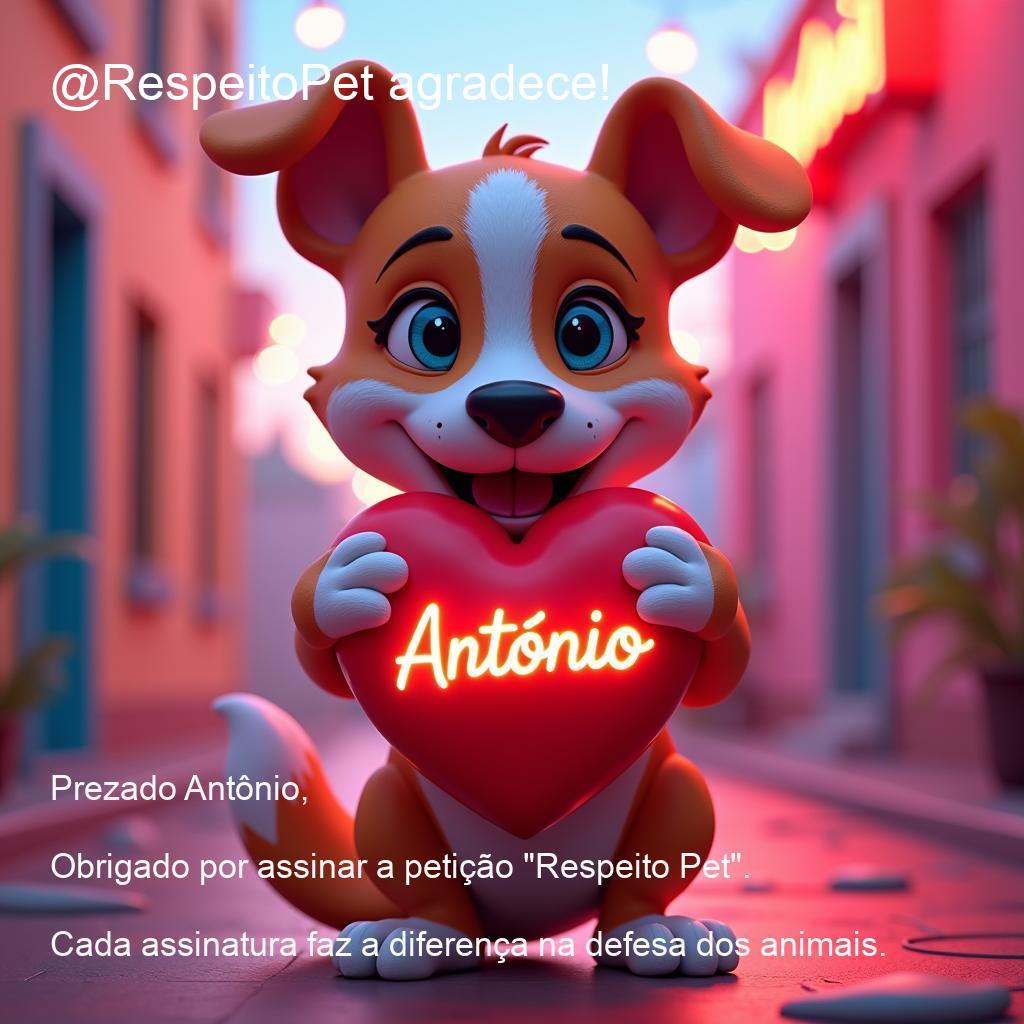 @RespeitoPet agradece!
António
Prezado Antônio,
Obrigado por assinar a petição "Respeito Pet".
Cada assinatura faz a diferença na defesa dos animais.